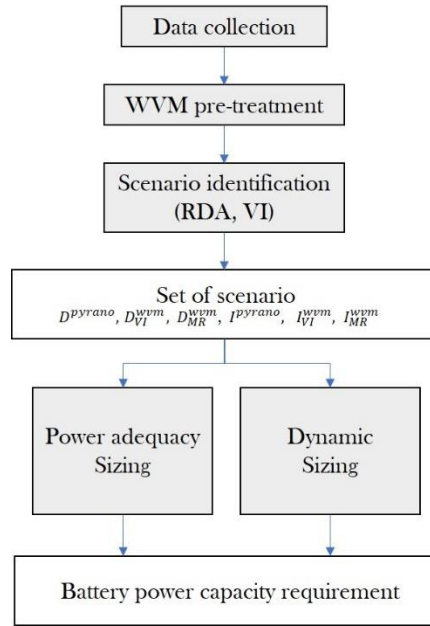 Data collection
WVM pre-treatment
Scenario identification
(RDA, VI)
Set of scenario
$D^{pyrano}$, $D_{VI}^{wvm}$, $D_{MR}^{wvm}$, $I^{pyrano}$, $I_{VI}^{wvm}$, $I_{MR}^{wvm}$
Power adequacy
Sizing
Dynamic
Sizing
Battery power capacity requirement